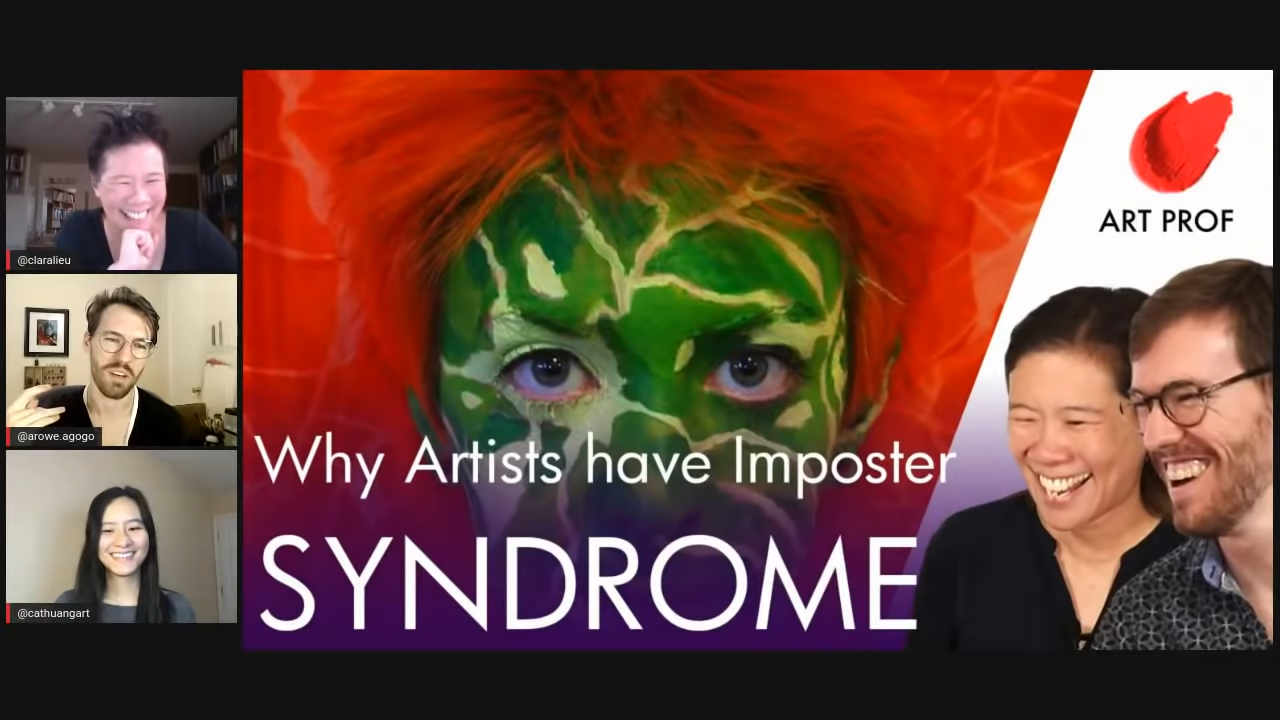 @claralieu
@arowe.agogo
@cathuangart
Why Artists have Imposter
SYNDROME
ART PROF